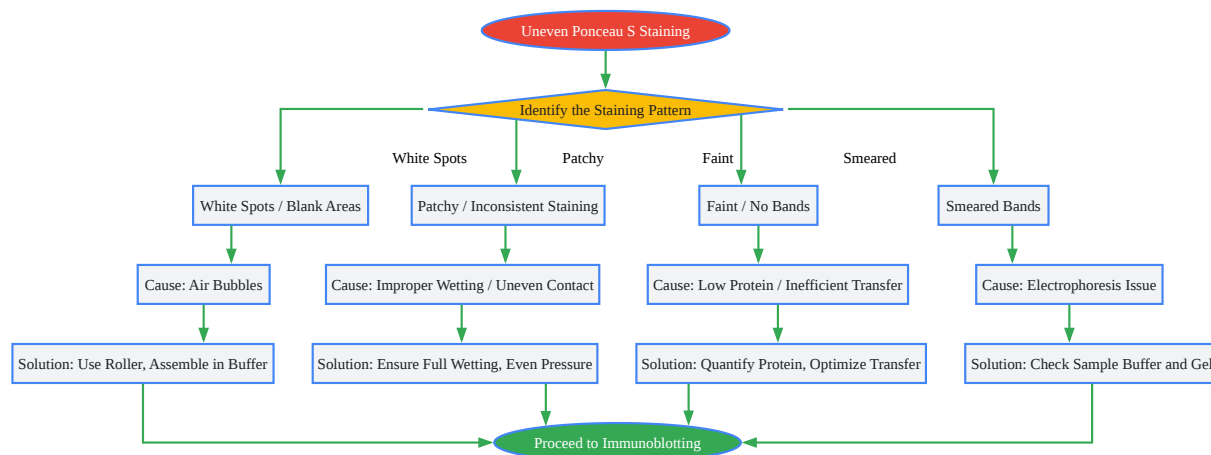 Uneven Ponceau S Staining
Identify the Staining Pattern
White Spots
Patchy
Faint
Smeared
White Spots / Blank Areas
Patchy / Inconsistent Staining
Faint / No Bands
Smeared Bands
Cause: Air Bubbles
Cause: Improper Wetting / Uneven Contact
Cause: Low Protein / Inefficient Transfer
Cause: Electrophoresis Issue
Solution: Use Roller, Assemble in Buffer
Solution: Ensure Full Wetting, Even Pressure
Solution: Quantify Protein, Optimize Transfer
Solution: Check Sample Buffer and Gel
Proceed to Immunoblotting